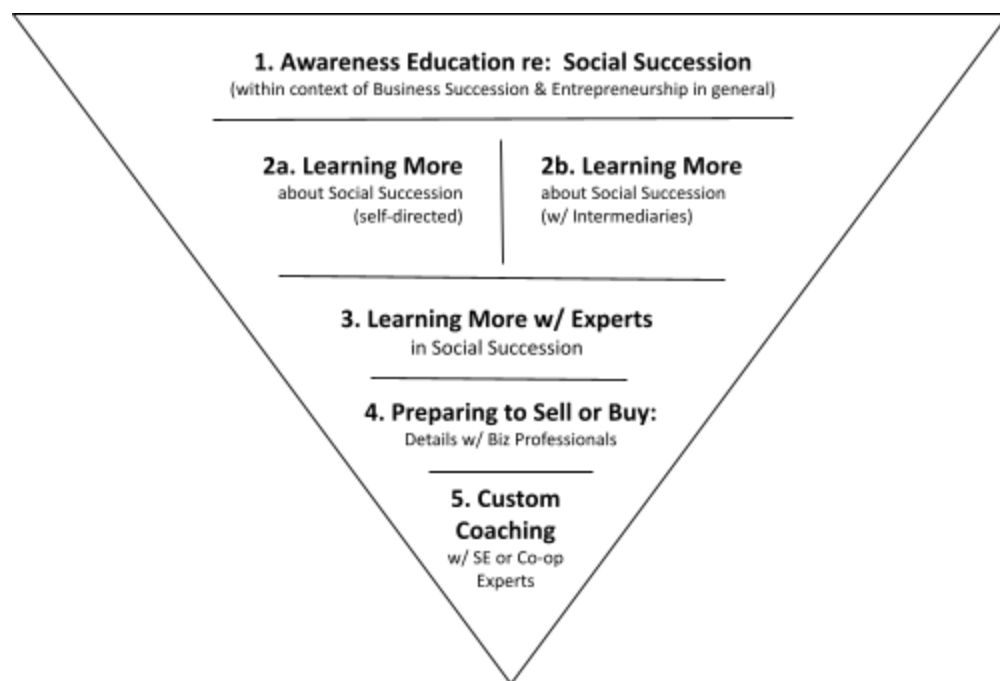 1. Awareness Education re: Social Succession
(within context of Business Succession & Entrepreneurship in general)
2a. Learning More
about Social Succession
(self-directed)
2b. Learning More
about Social Succession
(w/ Intermediaries)
3. Learning More w/ Experts
in Social Succession
4. Preparing to Sell or Buy:
Details w/ Biz Professionals
5. Custom
Coaching
w/ SE or Co-op
Experts